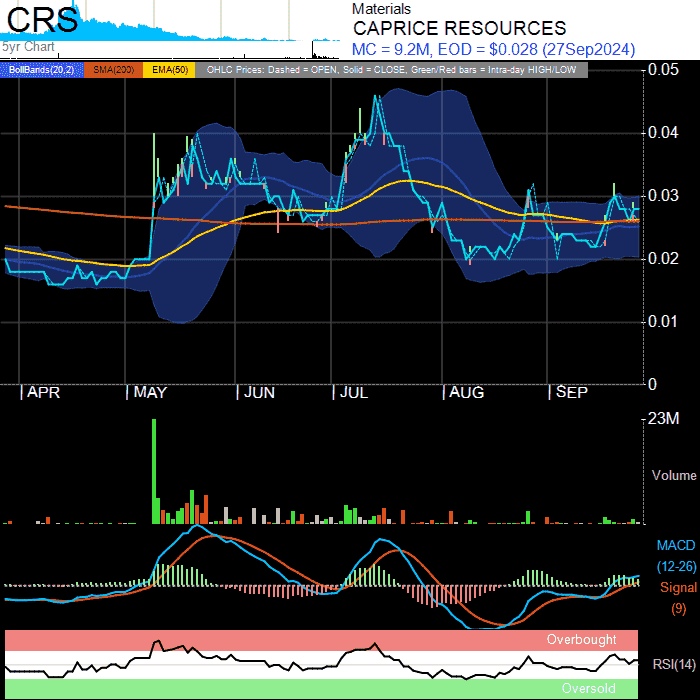 CRS
5yr Chart
Materials
CAPRICE RESOURCES
MC = 9.2M, EOD = $0.028 (27Sep2024)
BollBands(20,2) SMA(200) EMA(50) OHLC Prices: Dashed = OPEN, Solid = CLOSE, Green/Red bars = Intra-day HIGH/LOW
0.05
0.04
0.03
0.02
0.01
0
APR MAY JUN JUL AUG SEP
23M
Volume
MACD
(12-26)
Signal
(9)
Overbought
RSI(14)
Oversold